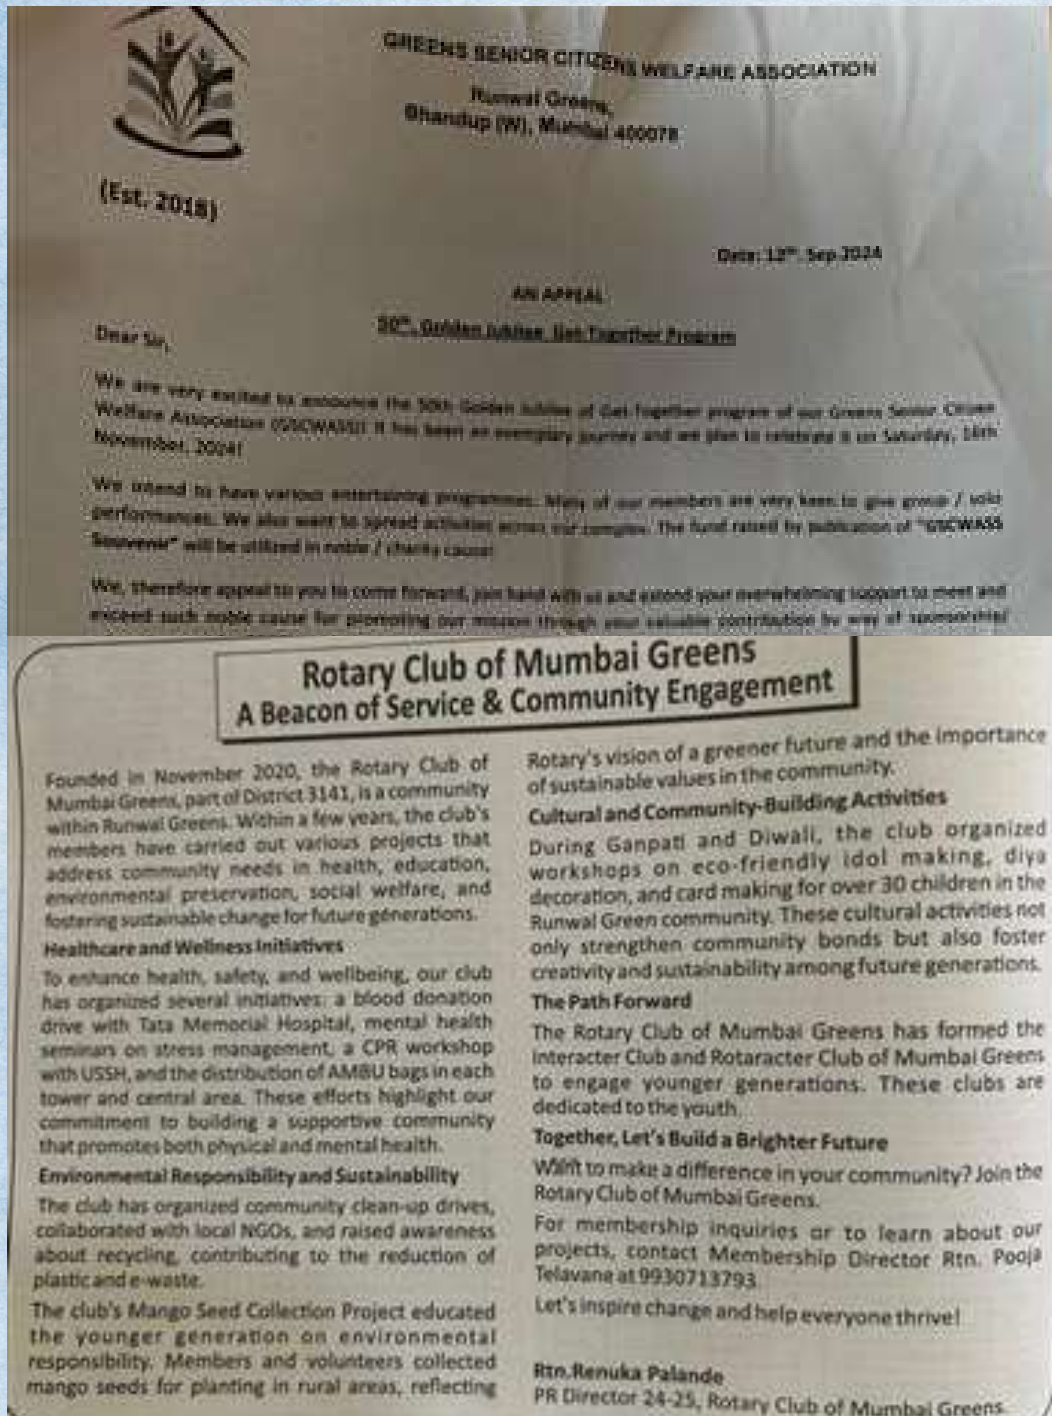 GREENS SENIOR CITIZENS WELFARE ASSOCIATION
Runwal Greens,
Bhandup (W), Mumbai 400078
(Est. 2018)
Date: 12th. Sep 2024
AN APPEAL
50th. Golden Jubilee Get-Together Program
Dear Sir,
We are very excited to announce the 50th Golden Jubilee of Get-Together program of our Greens Senior Citizen
Welfare Association (GSCWASS)! It has been an exemplary journey and we plan to celebrate it on Saturday, 16th
November, 2024!
We intend to have various entertaining programmes. Many of our members are very keen to give group / solo
performances. We also want to spread activities across our complex. The fund raised by publication of "GSCWASS
Souvenir" will be utilized in noble / charity cause!
We, therefore appeal to you to come forward, join hand with us and extend your overwhelming support to meet and
exceed such noble cause for promoting our mission through your valuable contribution by way of sponsorship/
Rotary Club of Mumbai Greens
A Beacon of Service & Community Engagement
Founded in November 2020, the Rotary Club of
Mumbai Greens, part of District 3141, is a community
within Runwal Greens. Within a few years, the club's
members have carried out various projects that
address community needs in health, education,
environmental preservation, social welfare, and
fostering sustainable change for future generations.
Healthcare and Wellness Initiatives
To enhance health, safety, and wellbeing, our club
has organized several initiatives: a blood donation
drive with Tata Memorial Hospital, mental health
seminars on stress management, a CPR workshop
with USSH, and the distribution of AMBU bags in each
tower and central area. These efforts highlight our
commitment to building a supportive community
that promotes both physical and mental health.
Environmental Responsibility and Sustainability
The club has organized community clean-up drives,
collaborated with local NGOs, and raised awareness
about recycling, contributing to the reduction of
plastic and e-waste.
The club's Mango Seed Collection Project educated
the younger generation on environmental
responsibility. Members and volunteers collected
mango seeds for planting in rural areas, reflecting
Rotary's vision of a greener future and the importance
of sustainable values in the community.
Cultural and Community-Building Activities
During Ganpati and Diwali, the club organized
workshops on eco-friendly idol making, diya
decoration, and card making for over 30 children in the
Runwal Green community. These cultural activities not
only strengthen community bonds but also foster
creativity and sustainability among future generations.
The Path Forward
The Rotary Club of Mumbai Greens has formed the
Interacter Club and Rotaracter Club of Mumbai Greens
to engage younger generations. These clubs are
dedicated to the youth.
Together, Let's Build a Brighter Future
Want to make a difference in your community? Join the
Rotary Club of Mumbai Greens.
For membership inquiries or to learn about our
projects, contact Membership Director Rtn. Pooja
Telavane at 9930713793.
Let's inspire change and help everyone thrive!
Rtn.Renuka Palande
PR Director 24-25, Rotary Club of Mumbai Greens.